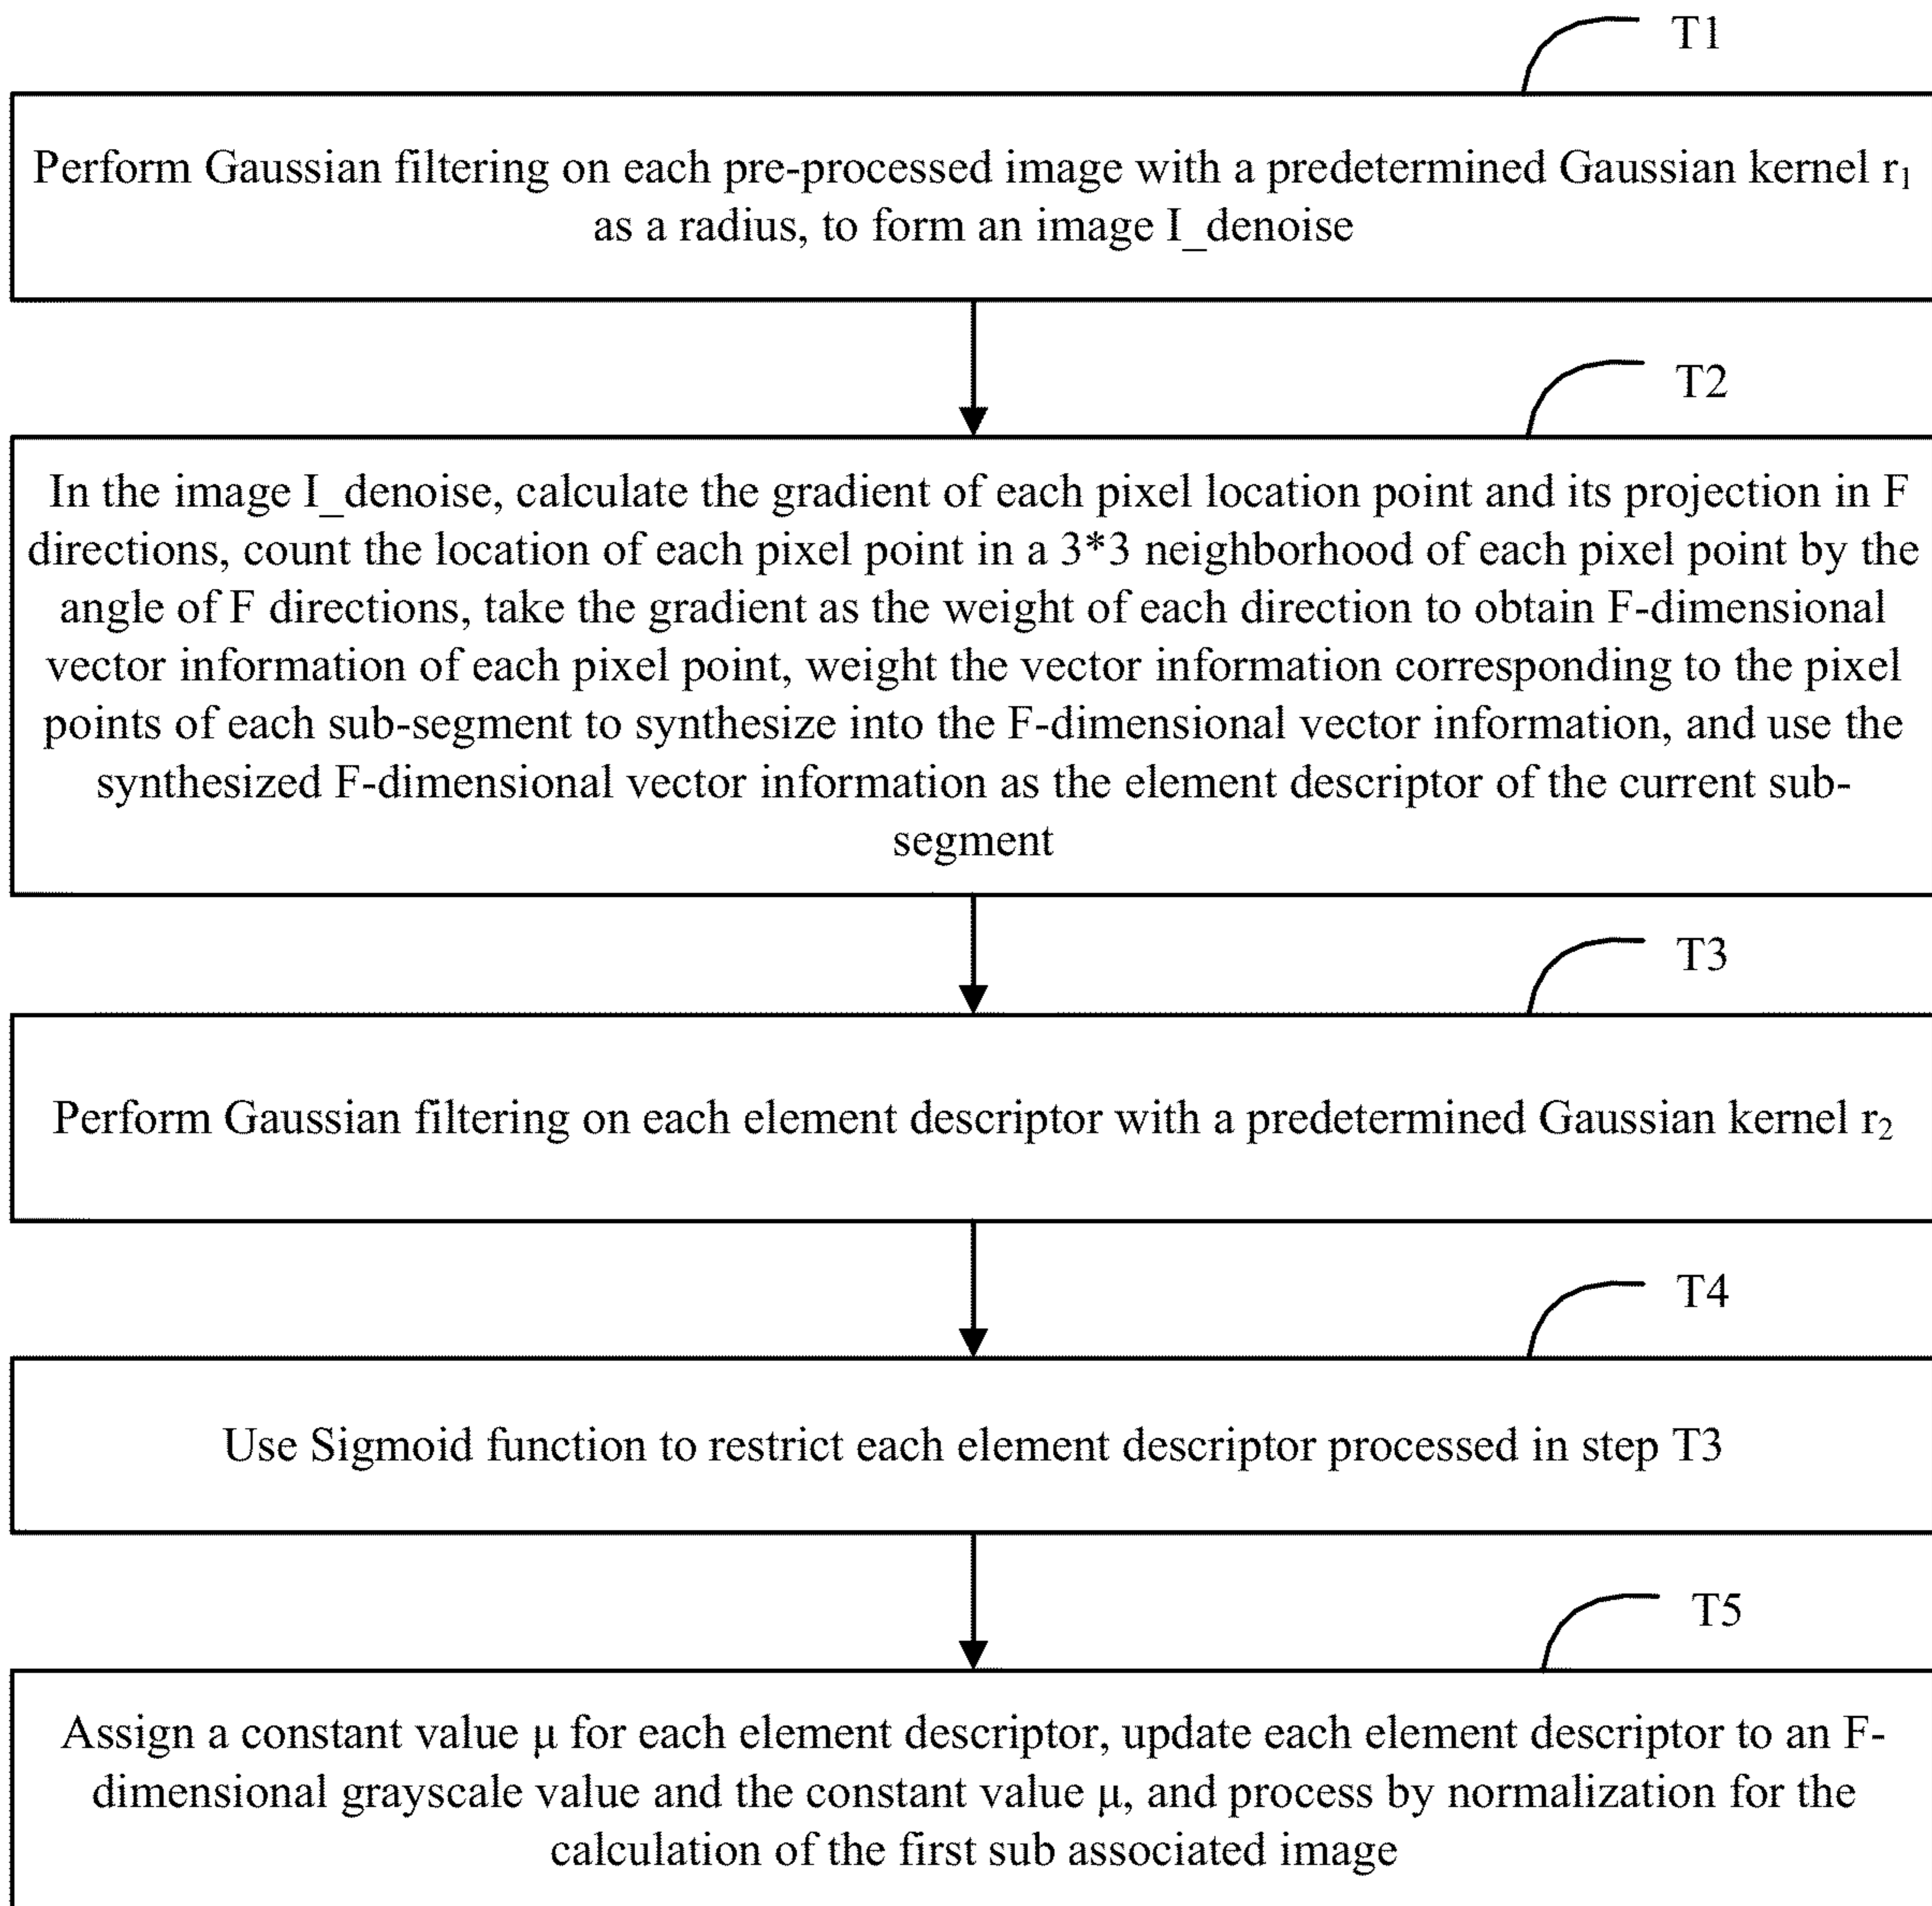 T1
Perform Gaussian filtering on each pre-processed image with a predetermined Gaussian kernel r₁
as a radius, to form an image I_denoise
T2
In the image I_denoise, calculate the gradient of each pixel location point and its projection in F
directions, count the location of each pixel point in a 3*3 neighborhood of each pixel point by the
angle of F directions, take the gradient as the weight of each direction to obtain F-dimensional
vector information of each pixel point, weight the vector information corresponding to the pixel
points of each sub-segment to synthesize into the F-dimensional vector information, and use the
synthesized F-dimensional vector information as the element descriptor of the current sub-
segment
T3
Perform Gaussian filtering on each element descriptor with a predetermined Gaussian kernel r₂
T4
Use Sigmoid function to restrict each element descriptor processed in step T3
T5
Assign a constant value μ for each element descriptor, update each element descriptor to an F-
dimensional grayscale value and the constant value μ, and process by normalization for the
calculation of the first sub associated image